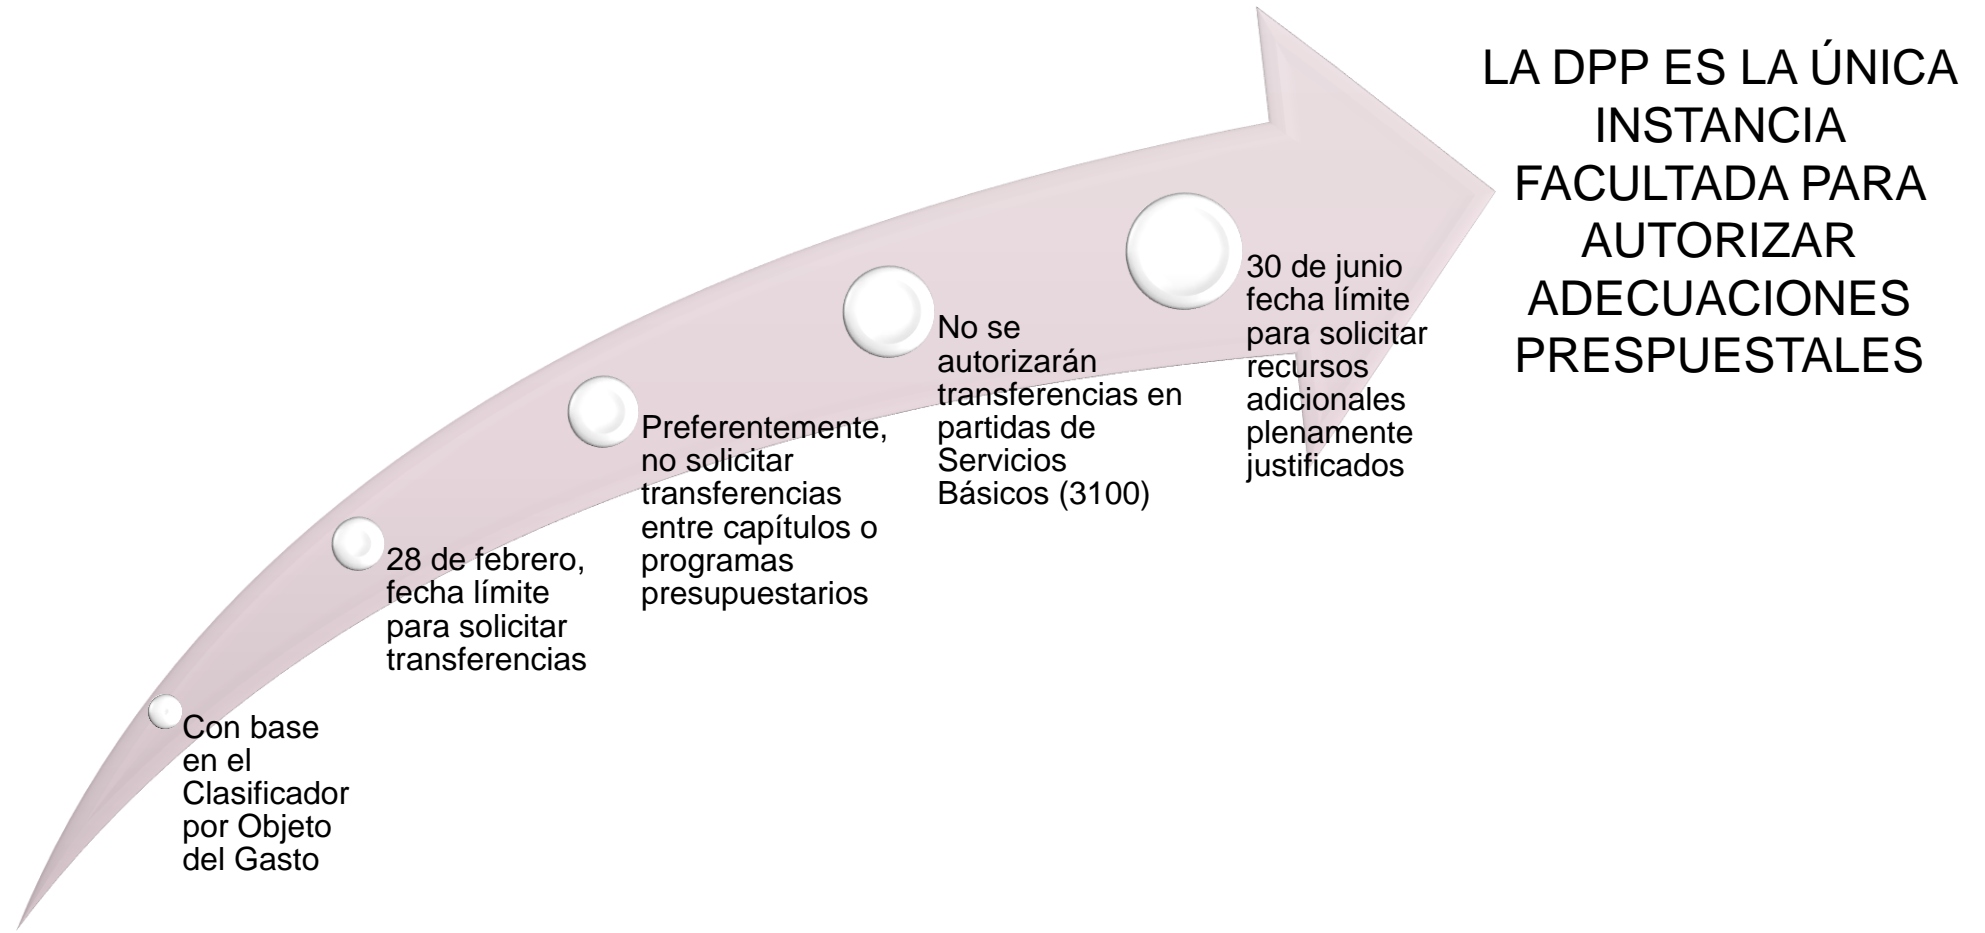 Con base
en el
Clasificador
por Objeto
del Gasto
28 de febrero,
fecha límite
para solicitar
transferencias
Preferentemente,
no solicitar
transferencias
entre capítulos o
programas
presupuestarios
No se
autorizarán
transferencias en
partidas de
Servicios
Básicos (3100)
30 de junio
fecha límite
para solicitar
recursos
adicionales
plenamente
justificados
LA DPP ES LA ÚNICA
INSTANCIA
FACULTADA PARA
AUTORIZAR
ADECUACIONES
PRESPUESTALES